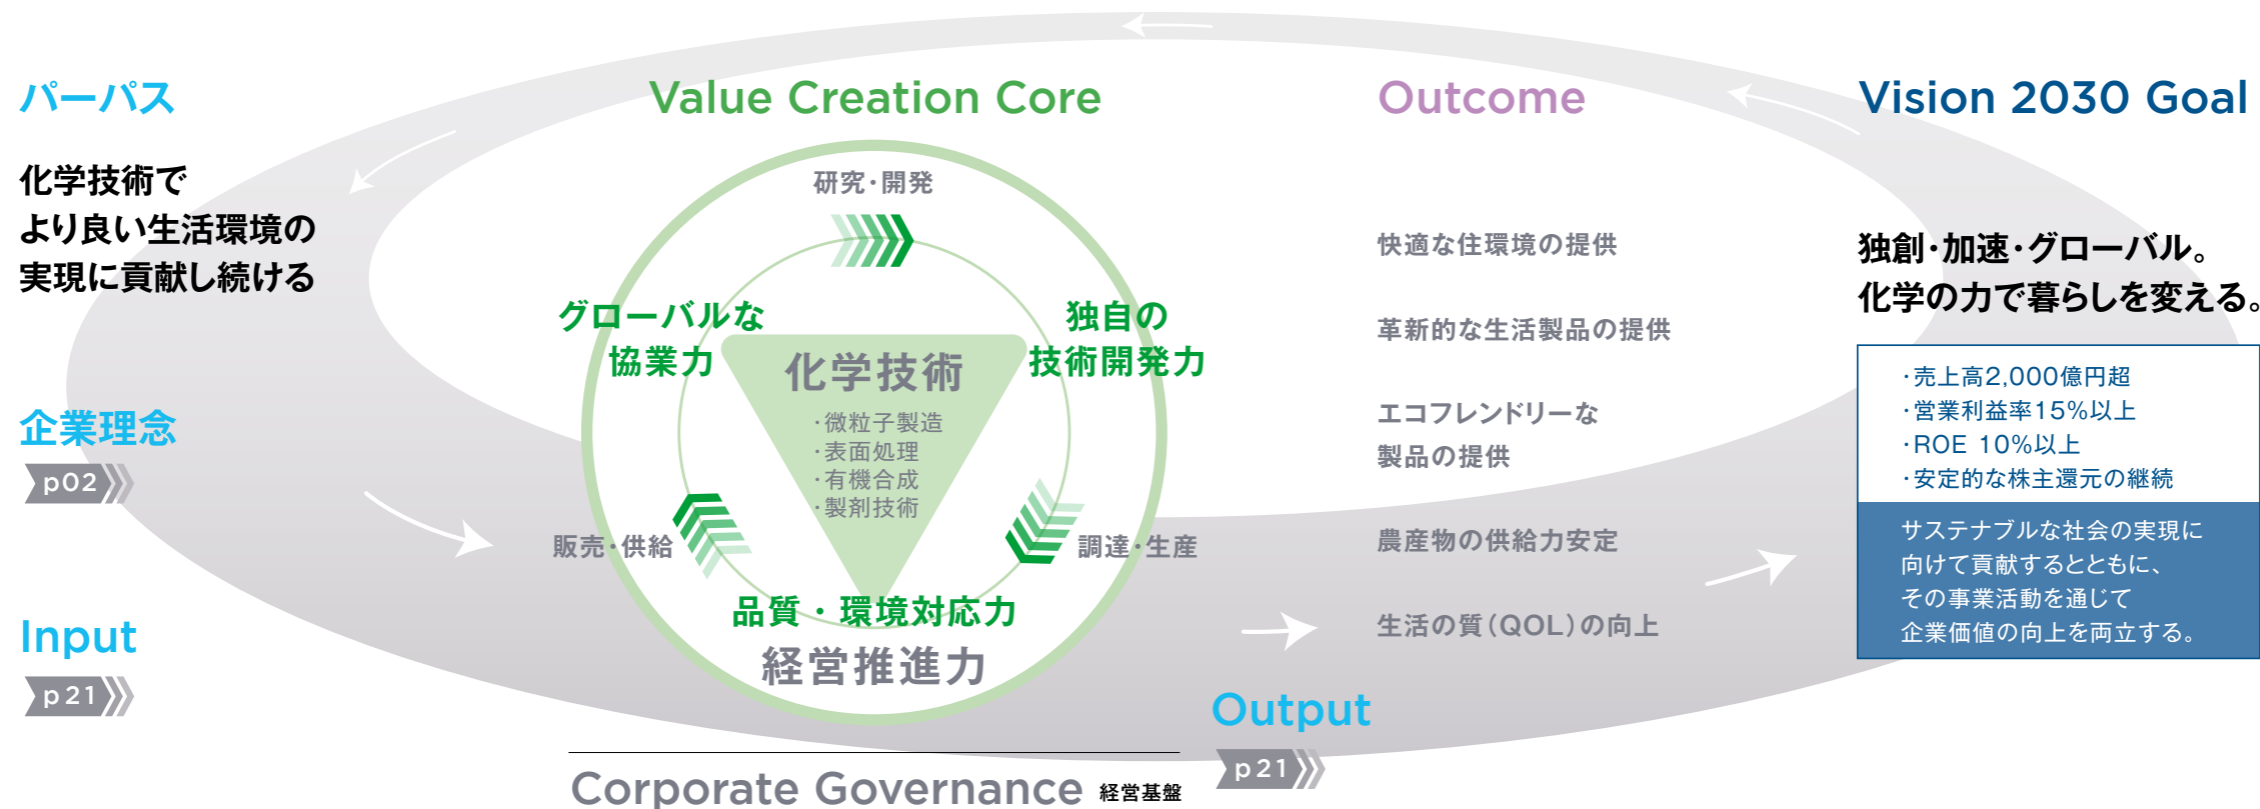 パーパス
化学技術で
より良い生活環境の
実現に貢献し続ける
企業理念
p02
Input
p21
Value Creation Core
研究・開発
グローバルな
協業力
独自の
技術開発力
化学技術
・微粒子製造
・表面処理
・有機合成
・製剤技術
販売・供給
調達・生産
品質・環境対応力
経営推進力
Corporate Governance 経営基盤
Output
p21
Outcome
快適な住環境の提供
革新的な生活製品の提供
エコフレンドリーな
製品の提供
農産物の供給力安定
生活の質(QOL)の向上
Vision 2030 Goal
独創・加速・グローバル。
化学の力で暮らしを変える。
・売上高2,000億円超
・営業利益率15%以上
・ROE 10%以上
・安定的な株主還元の継続
サステナブルな社会の実現に
向けて貢献するとともに、
その事業活動を通じて
企業価値の向上を両立する。